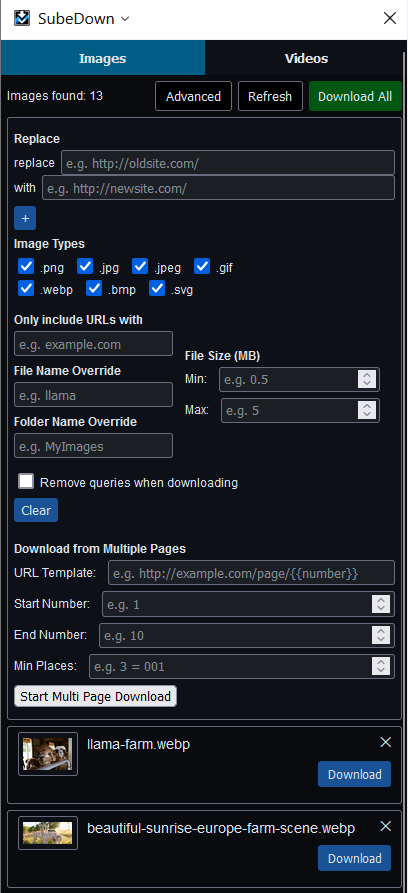 SubeDown
Images Videos
Images found: 13 Advanced Refresh Download All
Replace
replace e.g. http://oldsite.com/
with e.g. http://newsite.com/
+
Image Types
.png .jpg .jpeg .gif
.webp .bmp .svg
Only include URLs with
e.g. example.com
File Size (MB)
File Name Override
Min: e.g. 0.5
e.g. llama
Max: e.g. 5
Folder Name Override
e.g. MyImages
Remove queries when downloading
Clear
Download from Multiple Pages
URL Template: e.g. http://example.com/page/{{number}}
Start Number: e.g. 1
End Number: e.g. 10
Min Places: e.g. 3 = 001
Start Multi Page Download
llama-farm.webp
Download
beautiful-sunrise-europe-farm-scene.webp
Download